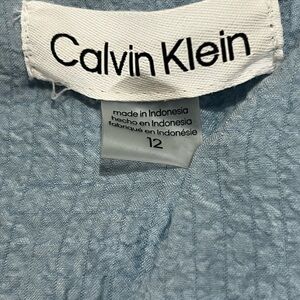 Calvin Klein
made in Indonesia
hecho en Indonesia
fabriqué en Indonésie
12